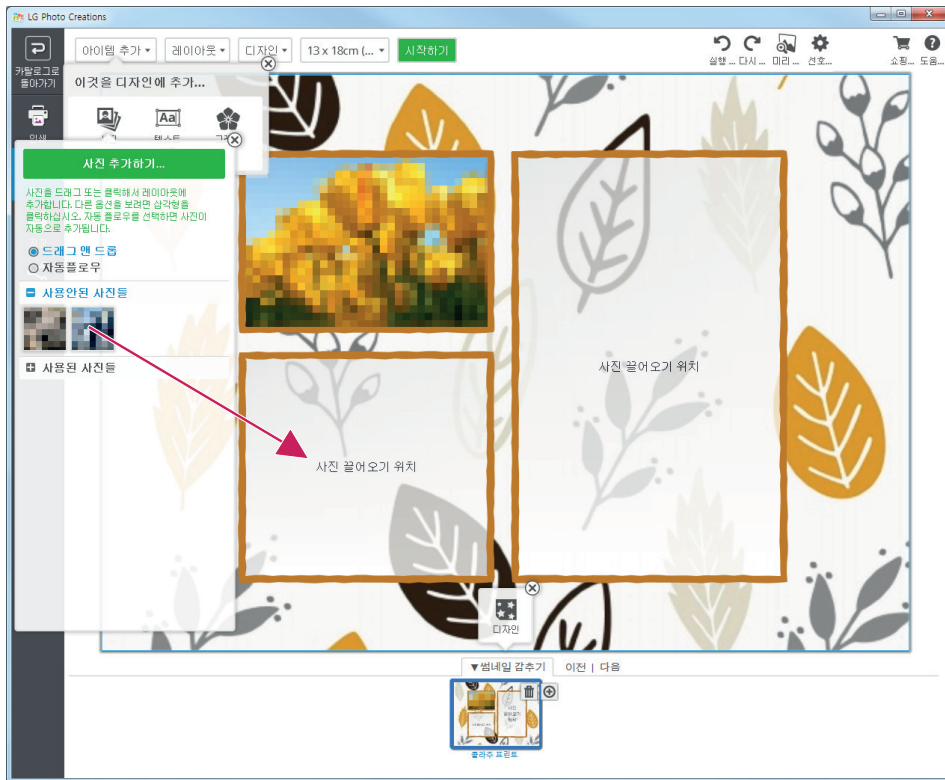 LG Photo Creations
카탈로그로
돌아가기
아이템 추가
레이아웃
디자인
13 x 18cm (...
시작하기
실행 ...
다시 ...
미리 ...
선호...
쇼핑...
도움...
이것을 디자인에 추가...
Aa
사진 추가하기...
사진을 드래그 또는 클릭해서 레이아웃에
추가합니다. 다른 옵션을 보려면 삼각형을
클릭하십시오. 자동 플로우를 선택하면 사진이
자동으로 추가됩니다.
드래그 앤 드롭
자동플로우
사용안된 사진들
사용된 사진들
사진 끌어오기 위치
사진 끌어오기 위치
디자인
▼썸네일 감추기
이전 | 다음
사진
끌어오기
위치
콜라주 프린트